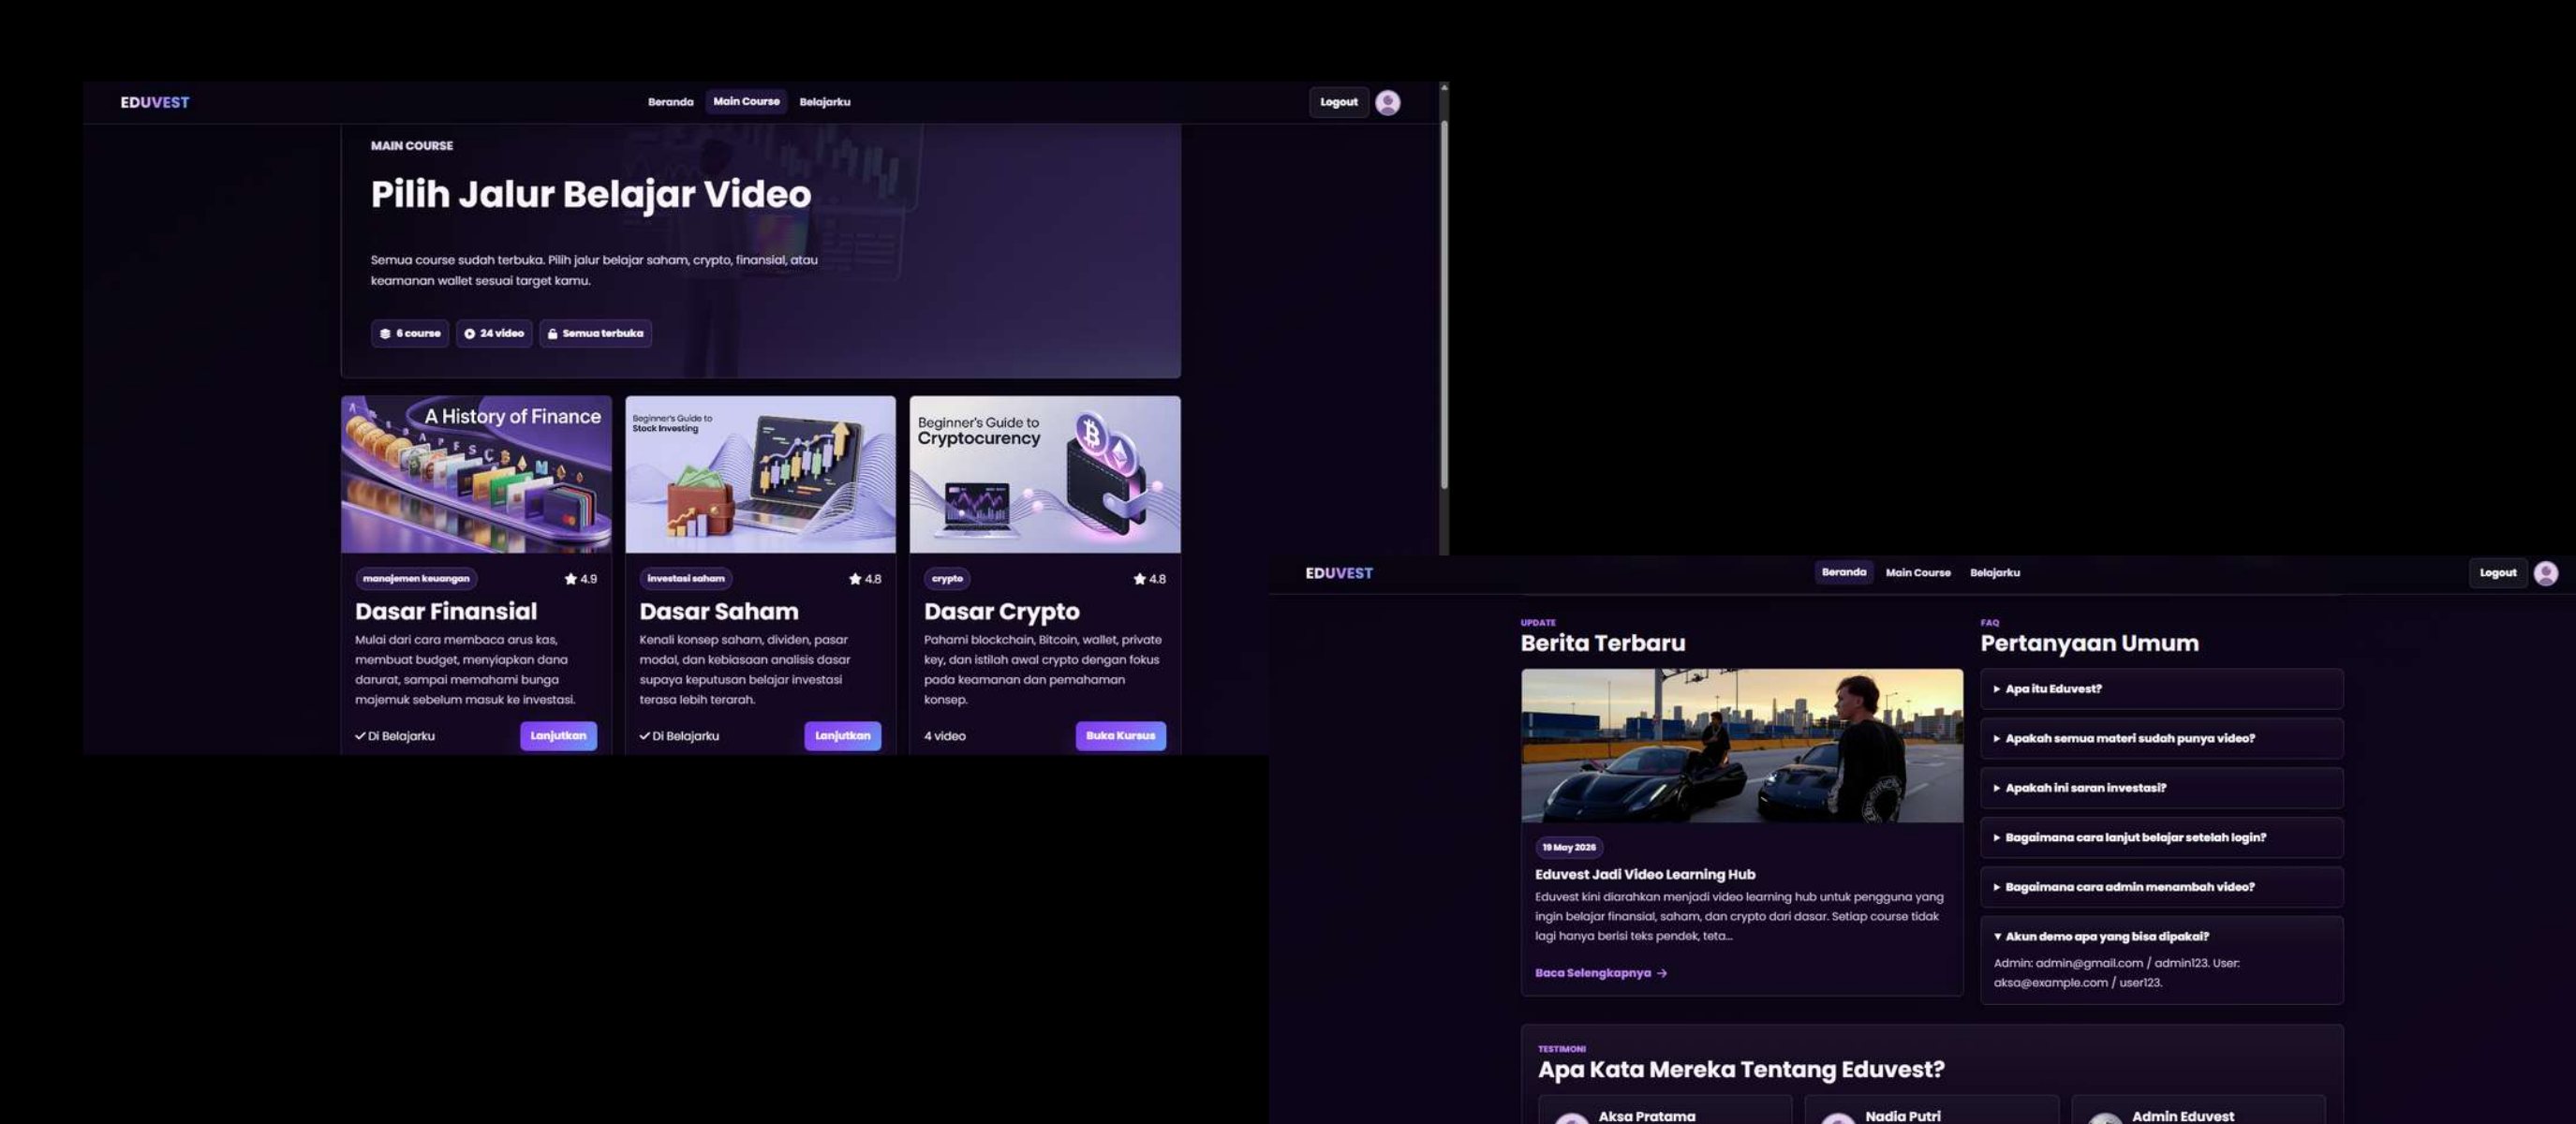 EDUVEST
Beranda
Main Course
Belajarku
Logout
MAIN COURSE
Pilih Jalur Belajar Video
Semua course sudah terbuka. Pilih jalur belajar saham, crypto, finansial, atau
keamanan wallet sesuai target kamu.
6 course
24 video
Semua terbuka
A History of Finance
manajemen keuangan
4.9
Dasar Finansial
Mulai dari cara membaca arus kas,
membuat budget, menyiapkan dana
darurat, sampai memahami bunga
majemuk sebelum masuk ke investasi.
Di Belajarku
Lanjutkan
Beginner's Guide to
Stock Investing
investasi saham
4.8
Dasar Saham
Kenali konsep saham, dividen, pasar
modal, dan kebiasaan analisis dasar
supaya keputusan belajar investasi
terasa lebih terarah.
Di Belajarku
Lanjutkan
Beginner's Guide to
Cryptocurency
crypto
4.8
Dasar Crypto
Pahami blockchain, Bitcoin, wallet, private
key, dan istilah awal crypto dengan fokus
pada keamanan dan pemahaman
konsep.
4 video
Buka Kursus
EDUVEST
Beranda
Main Course
Belajarku
Logout
UPDATE
Berita Terbaru
19 May 2026
Eduvest Jadi Video Learning Hub
Eduvest kini diarahkan menjadi video learning hub untuk pengguna yang
ingin belajar finansial, saham, dan crypto dari dasar. Setiap course tidak
lagi hanya berisi teks pendek, teta...
Baca Selengkapnya →
FAQ
Pertanyaan Umum
Apa itu Eduvest?
Apakah semua materi sudah punya video?
Apakah ini saran investasi?
Bagaimana cara lanjut belajar setelah login?
Bagaimana cara admin menambah video?
Akun demo apa yang bisa dipakai?
Admin: admin@gmail.com / admin123. User:
aksa@example.com / user123.
TESTIMONI
Apa Kata Mereka Tentang Eduvest?
Aksa Pratama
Nadia Putri
Admin Eduvest